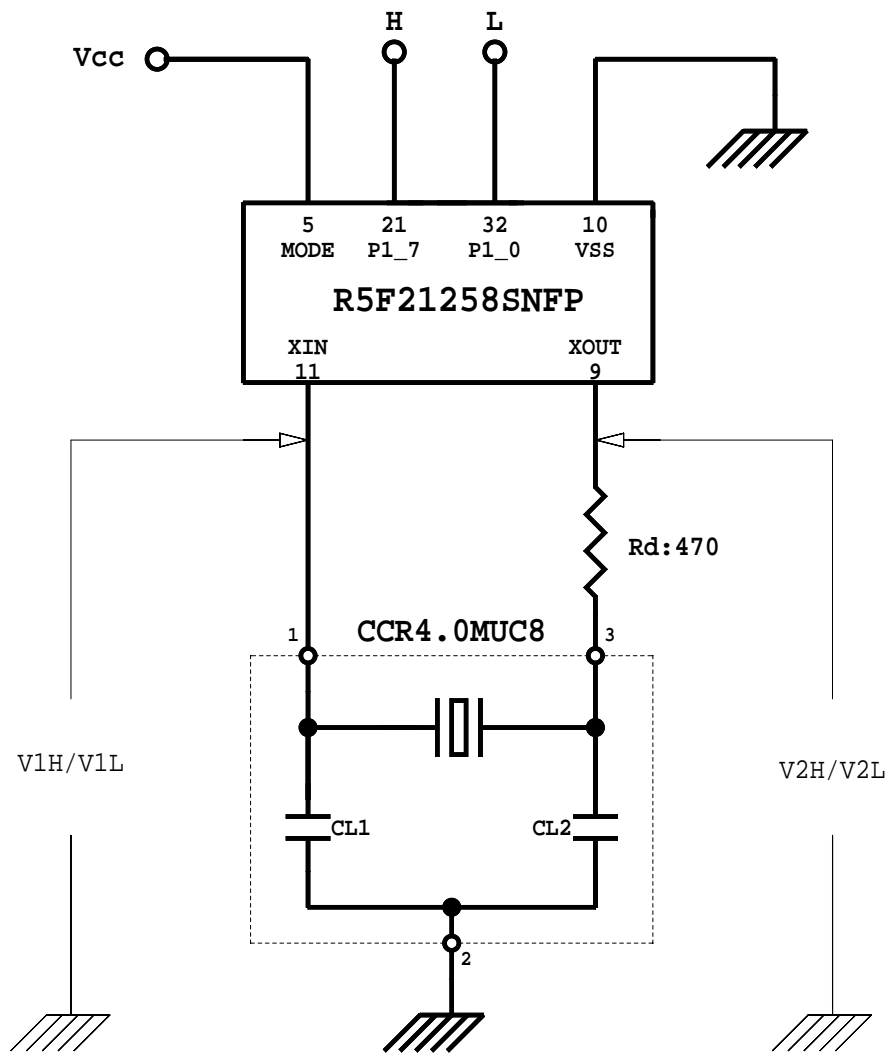 H L
Vcc
5 21 32 10
MODE P1_7 P1_0 VSS
R5F21258SNFP
XIN XOUT
11 9
Rd:470
1 CCR4.0MUC8 3
V1H/V1L V2H/V2L
CL1 CL2
2